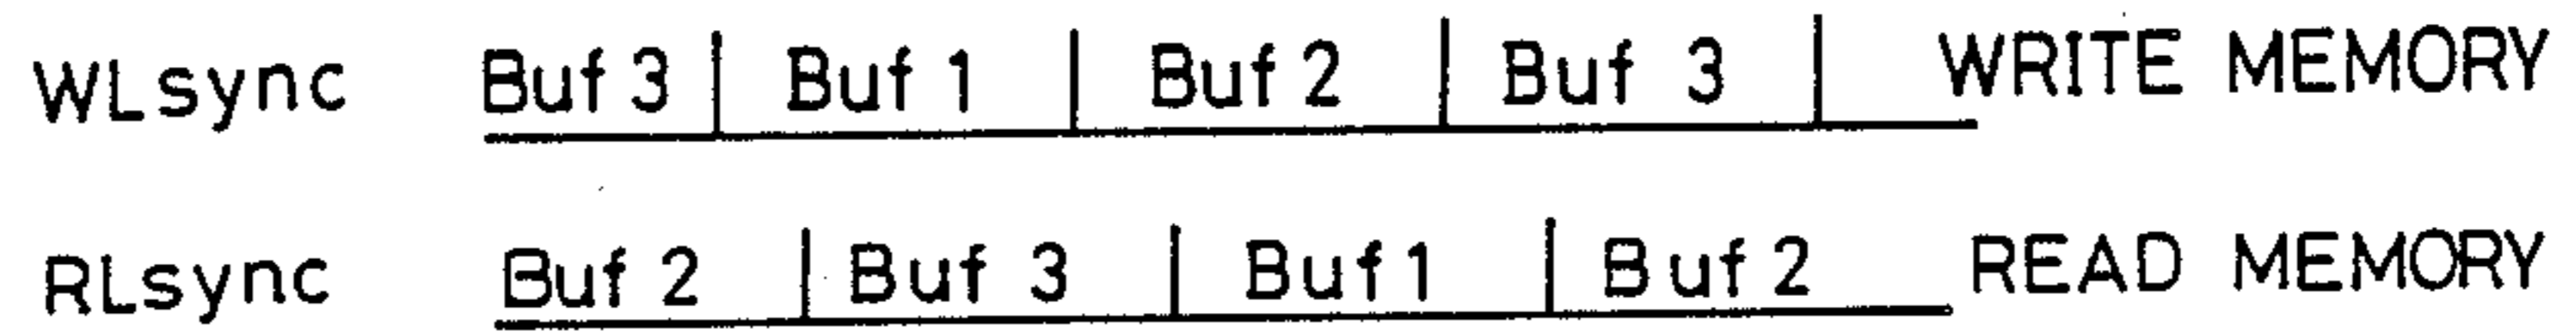 WLsync Buf 3 Buf 1 Buf 2 Buf 3 WRITE MEMORY
RLsync Buf 2 Buf 3 Buf 1 Buf 2 READ MEMORY